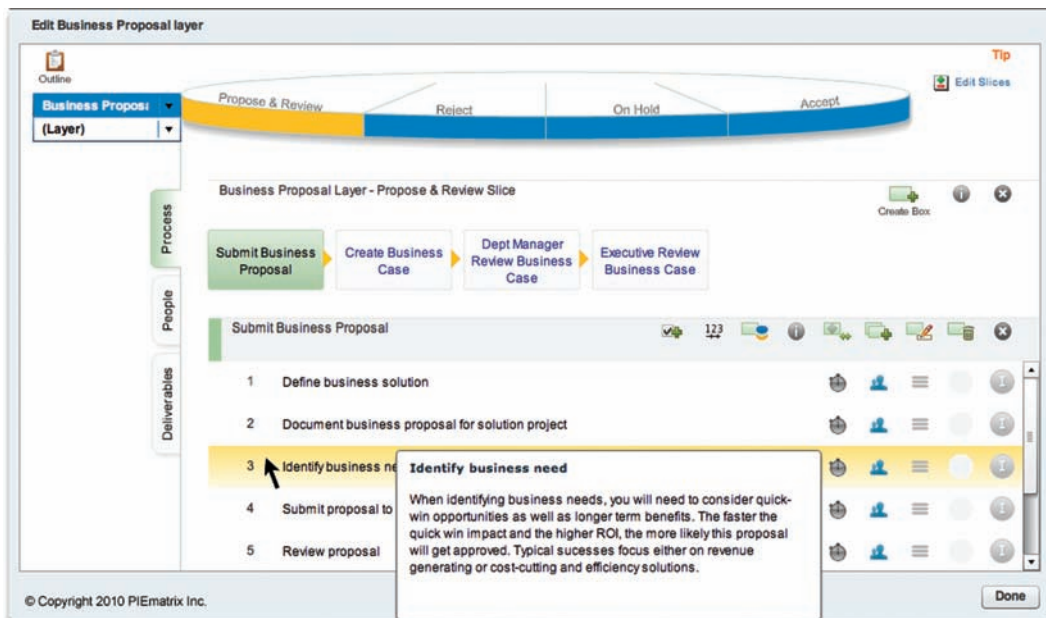 Edit Business Proposal layer
Outline
Tip
Edit Slices
Business Propos
(Layer)
Propose & Review
Reject
On Hold
Accept
Business Proposal Layer - Propose & Review Slice
Create Box
Process
People
Deliverables
Submit Business
Proposal
Create Business
Case
Dept Manager
Review Business
Case
Executive Review
Business Case
Submit Business Proposal
123
1 Define business solution
2 Document business proposal for solution project
3 Identify business ne
4 Submit proposal to
5 Review proposal
Identify business need
When identifying business needs, you will need to consider quick-
win opportunities as well as longer term benefits. The faster the
quick win impact and the higher ROI, the more likely this proposal
will get approved. Typical sucesses focus either on revenue
generating or cost-cutting and efficiency solutions.
© Copyright 2010 PIEmatrix Inc.
Done